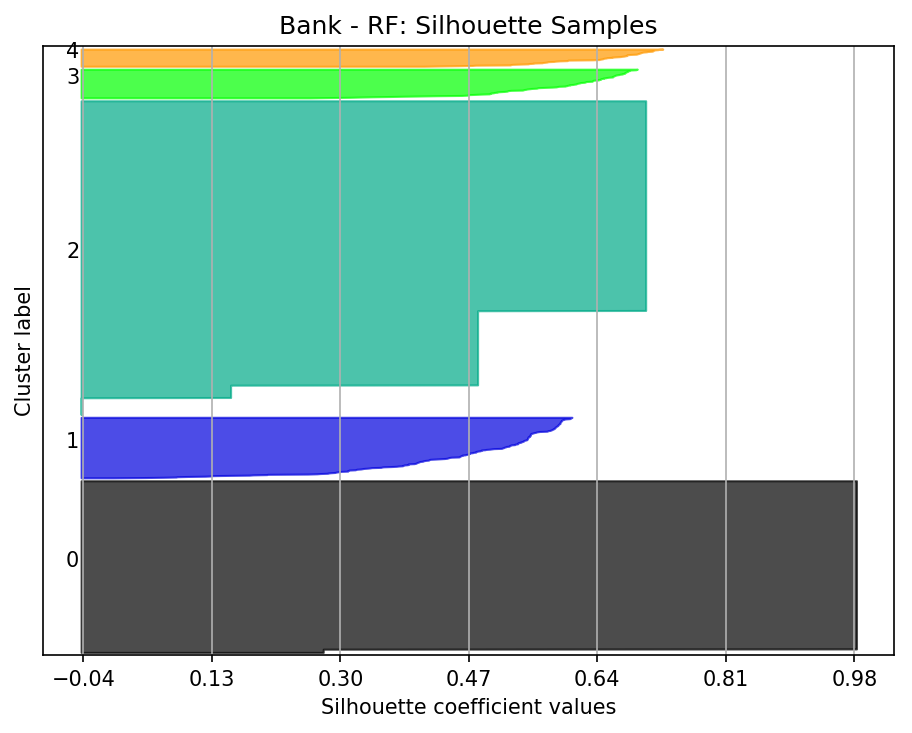 Bank - RF: Silhouette Samples
4
3
2
1
0
Cluster label
−0.04 0.13 0.30 0.47 0.64 0.81 0.98
Silhouette coefficient values